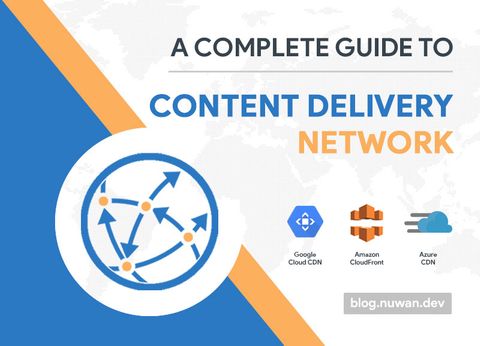 A COMPLETE GUIDE TO
CONTENT DELIVERY
NETWORK
Google
Cloud CDN
Amazon
CloudFront
Azure
CDN
blog.nuwan.dev